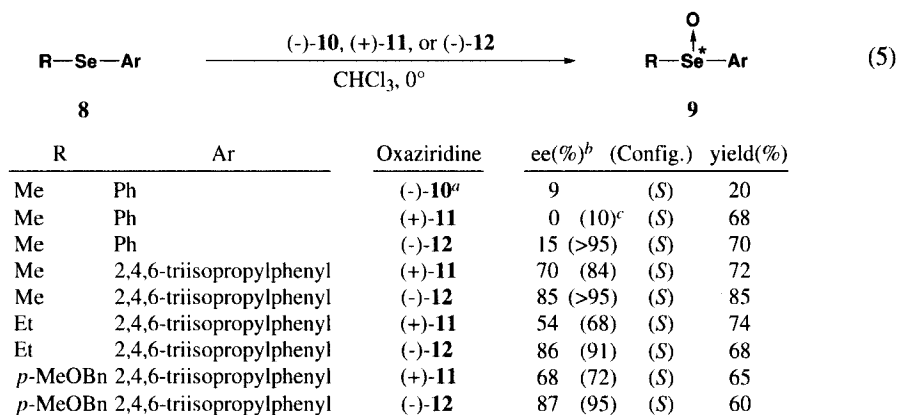 O
R—Se*—Ar
R—Se—Ar (-)-10, (+)-11, or (-)-12 (5)
CHCl3, 0°
8 9
R Ar Oxaziridine ee(%)b (Config.) yield(%)
Me Ph (-)-10a 9 (S) 20
Me Ph (+)-11 0 (10)c (S) 68
Me Ph (-)-12 15 (>95) (S) 70
Me 2,4,6-triisopropylphenyl (+)-11 70 (84) (S) 72
Me 2,4,6-triisopropylphenyl (-)-12 85 (>95) (S) 85
Et 2,4,6-triisopropylphenyl (+)-11 54 (68) (S) 74
Et 2,4,6-triisopropylphenyl (-)-12 86 (91) (S) 68
p-MeOBn 2,4,6-triisopropylphenyl (+)-11 68 (72) (S) 65
p-MeOBn 2,4,6-triisopropylphenyl (-)-12 87 (95) (S) 60